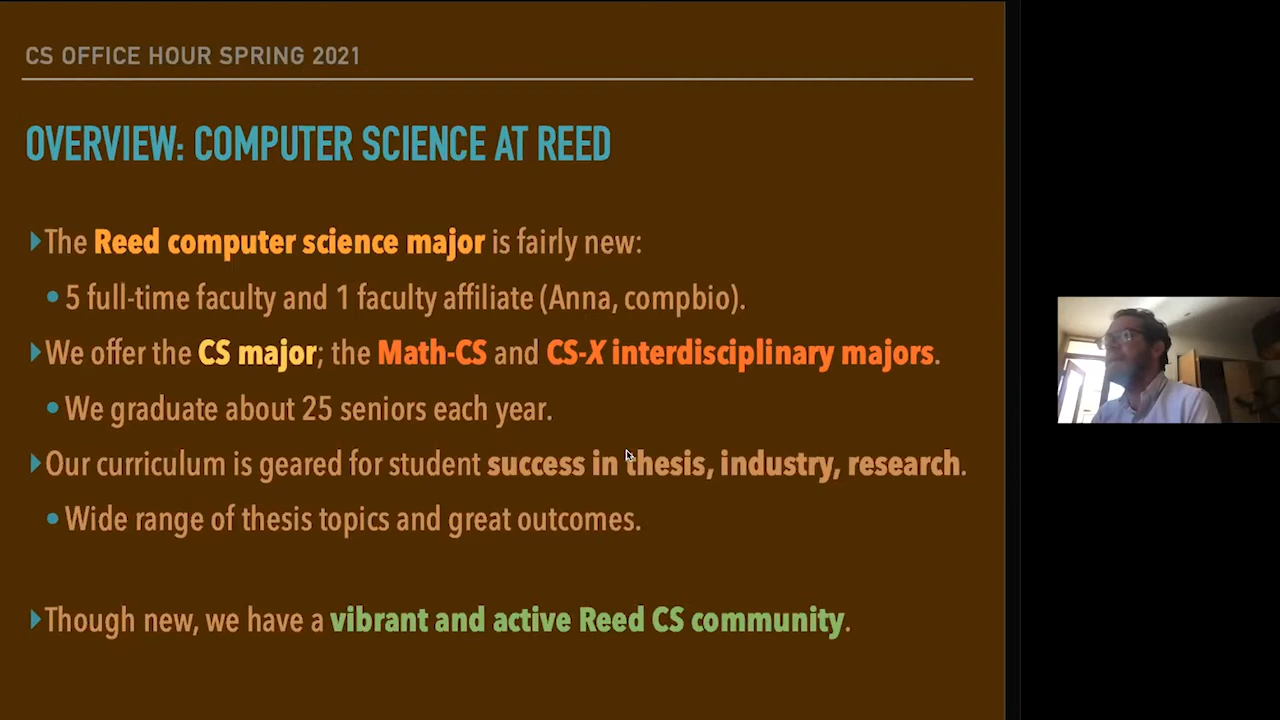 CS OFFICE HOUR SPRING 2021
OVERVIEW: COMPUTER SCIENCE AT REED
The Reed computer science major is fairly new:
5 full-time faculty and 1 faculty affiliate (Anna, compbio).
We offer the CS major; the Math-CS and CS-X interdisciplinary majors.
We graduate about 25 seniors each year.
Our curriculum is geared for student success in thesis, industry, research.
Wide range of thesis topics and great outcomes.
Though new, we have a vibrant and active Reed CS community.